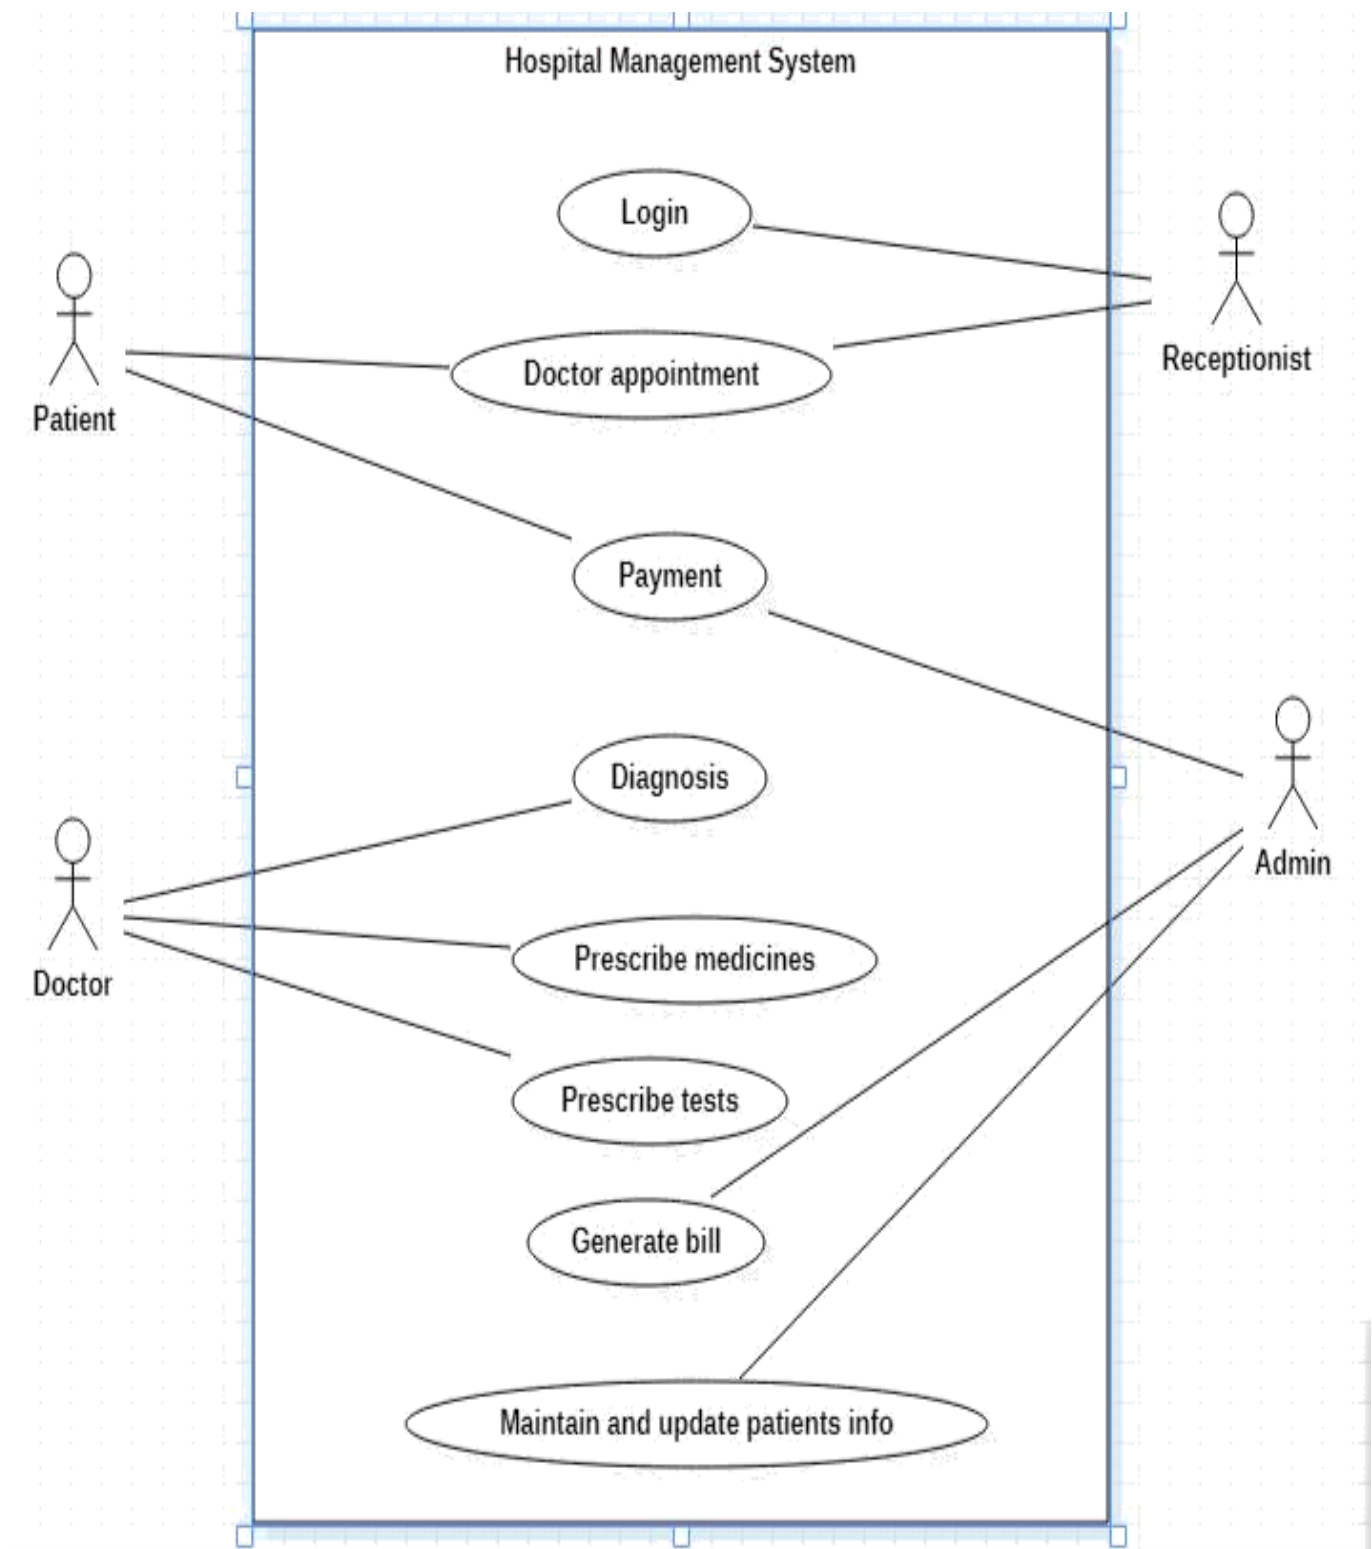 Hospital Management System
Login
Receptionist
Doctor appointment
Patient
Payment
Diagnosis
Admin
Prescribe medicines
Doctor
Prescribe tests
Generate bill
Maintain and update patients info